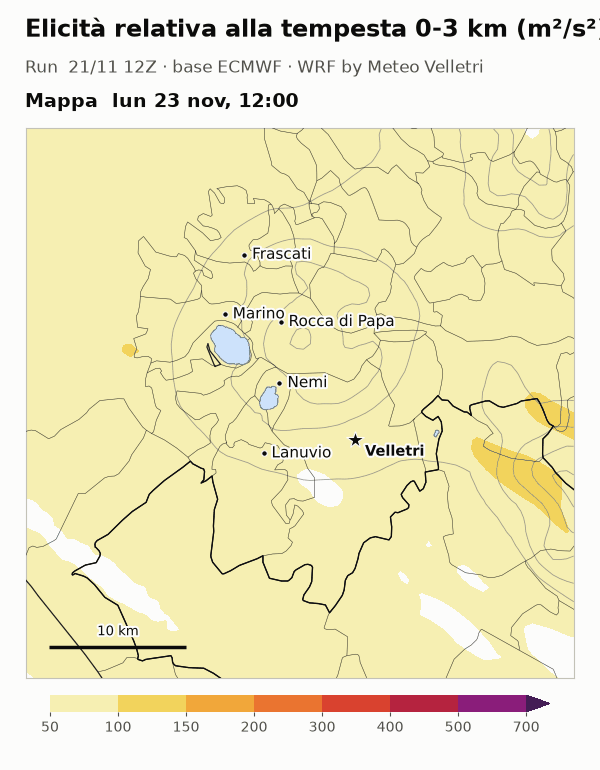 Elicità relativa alla tempesta 0-3 km (m²/s²)
Run  21/11 12Z · base ECMWF · WRF by Meteo Velletri
Mappa  lun 23 nov, 12:00
Frascati
Marino
Rocca di Papa
Nemi
Velletri
Lanuvio
10 km
50 100 150 200 300 400 500 700